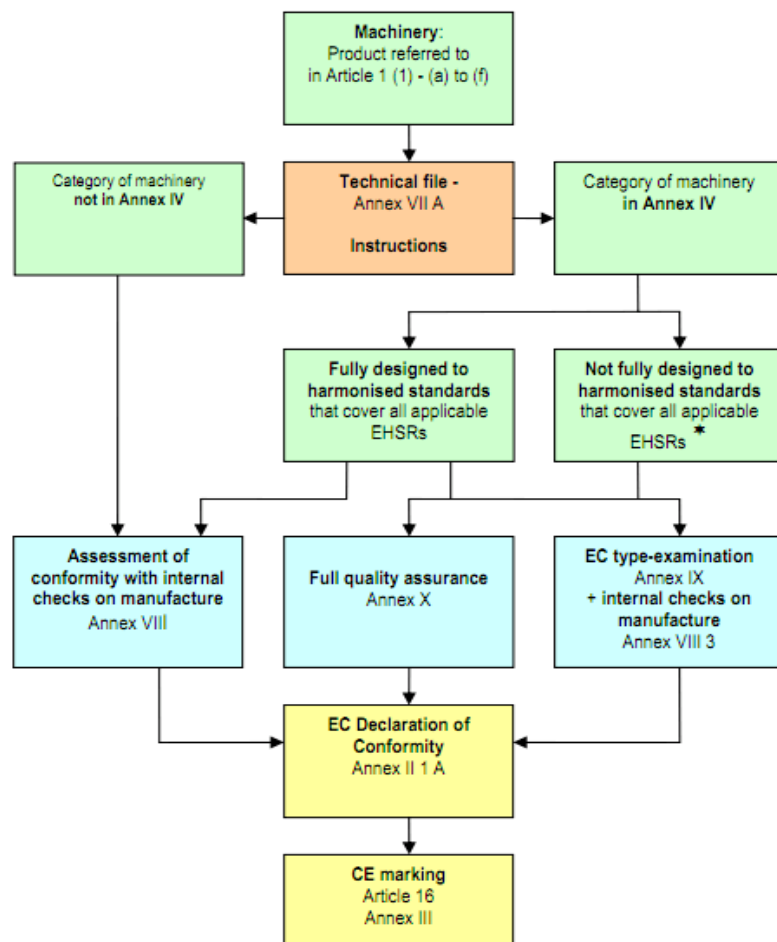 Machinery:
Product referred to
in Article 1 (1) - (a) to (f)
Category of machinery
not in Annex IV
Technical file -
Annex VII A
Instructions
Category of machinery
in Annex IV
Fully designed to
harmonised standards
that cover all applicable
EHSRs
Not fully designed to
harmonised standards
that cover all applicable
EHSRs *
Assessment of
conformity with internal
checks on manufacture
Annex VIII
Full quality assurance
Annex X
EC type-examination
Annex IX
+ internal checks on
manufacture
Annex VIII 3
EC Declaration of
Conformity
Annex II 1 A
CE marking
Article 16
Annex III